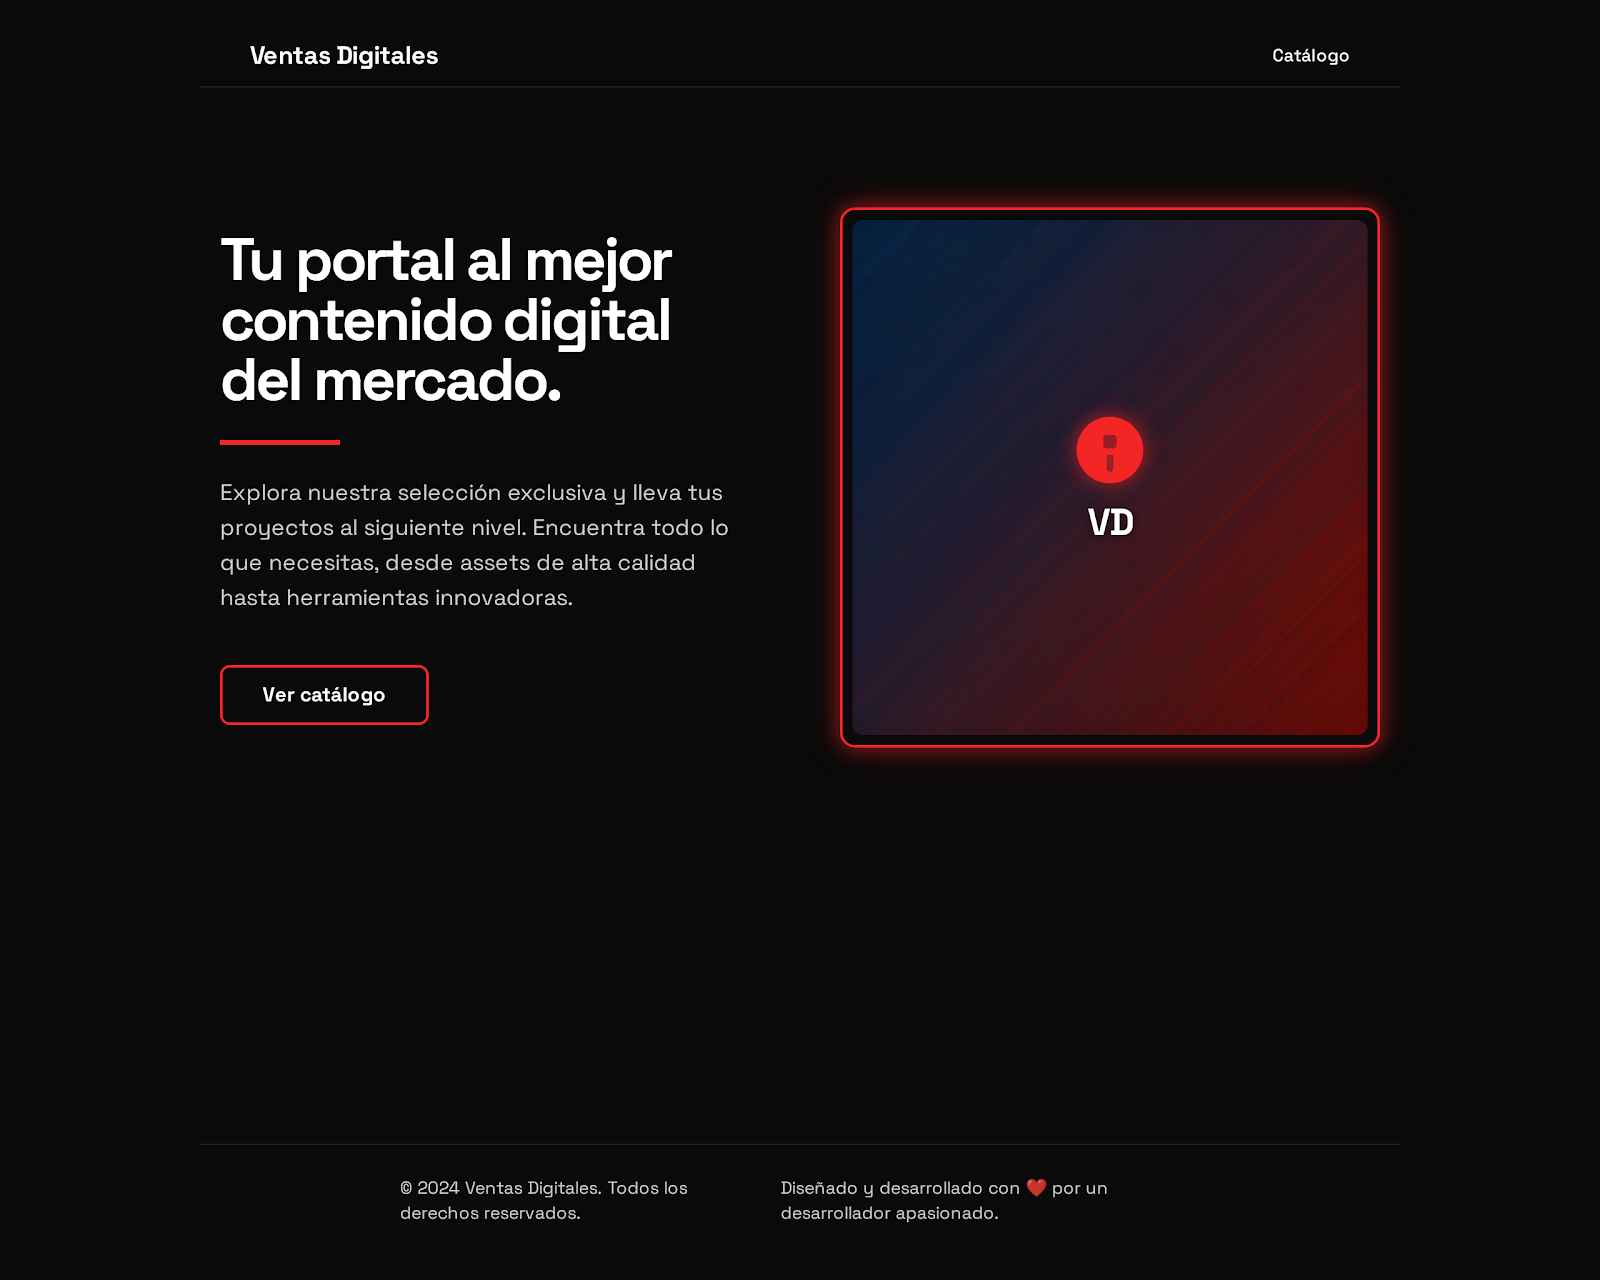 Ventas Digitales
Catálogo
Tu portal al mejor
contenido digital
del mercado.
Explora nuestra selección exclusiva y lleva tus
proyectos al siguiente nivel. Encuentra todo lo
que necesitas, desde assets de alta calidad
hasta herramientas innovadoras.
Ver catálogo
VD
© 2024 Ventas Digitales. Todos los
derechos reservados.
Diseñado y desarrollado con ❤️ por un
desarrollador apasionado.